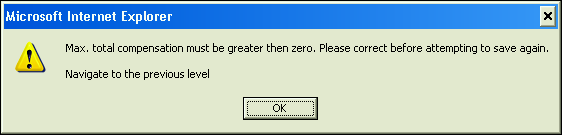 Microsoft Internet Explorer
Max. total compensation must be greater then zero. Please correct before attempting to save again.
Navigate to the previous level
OK